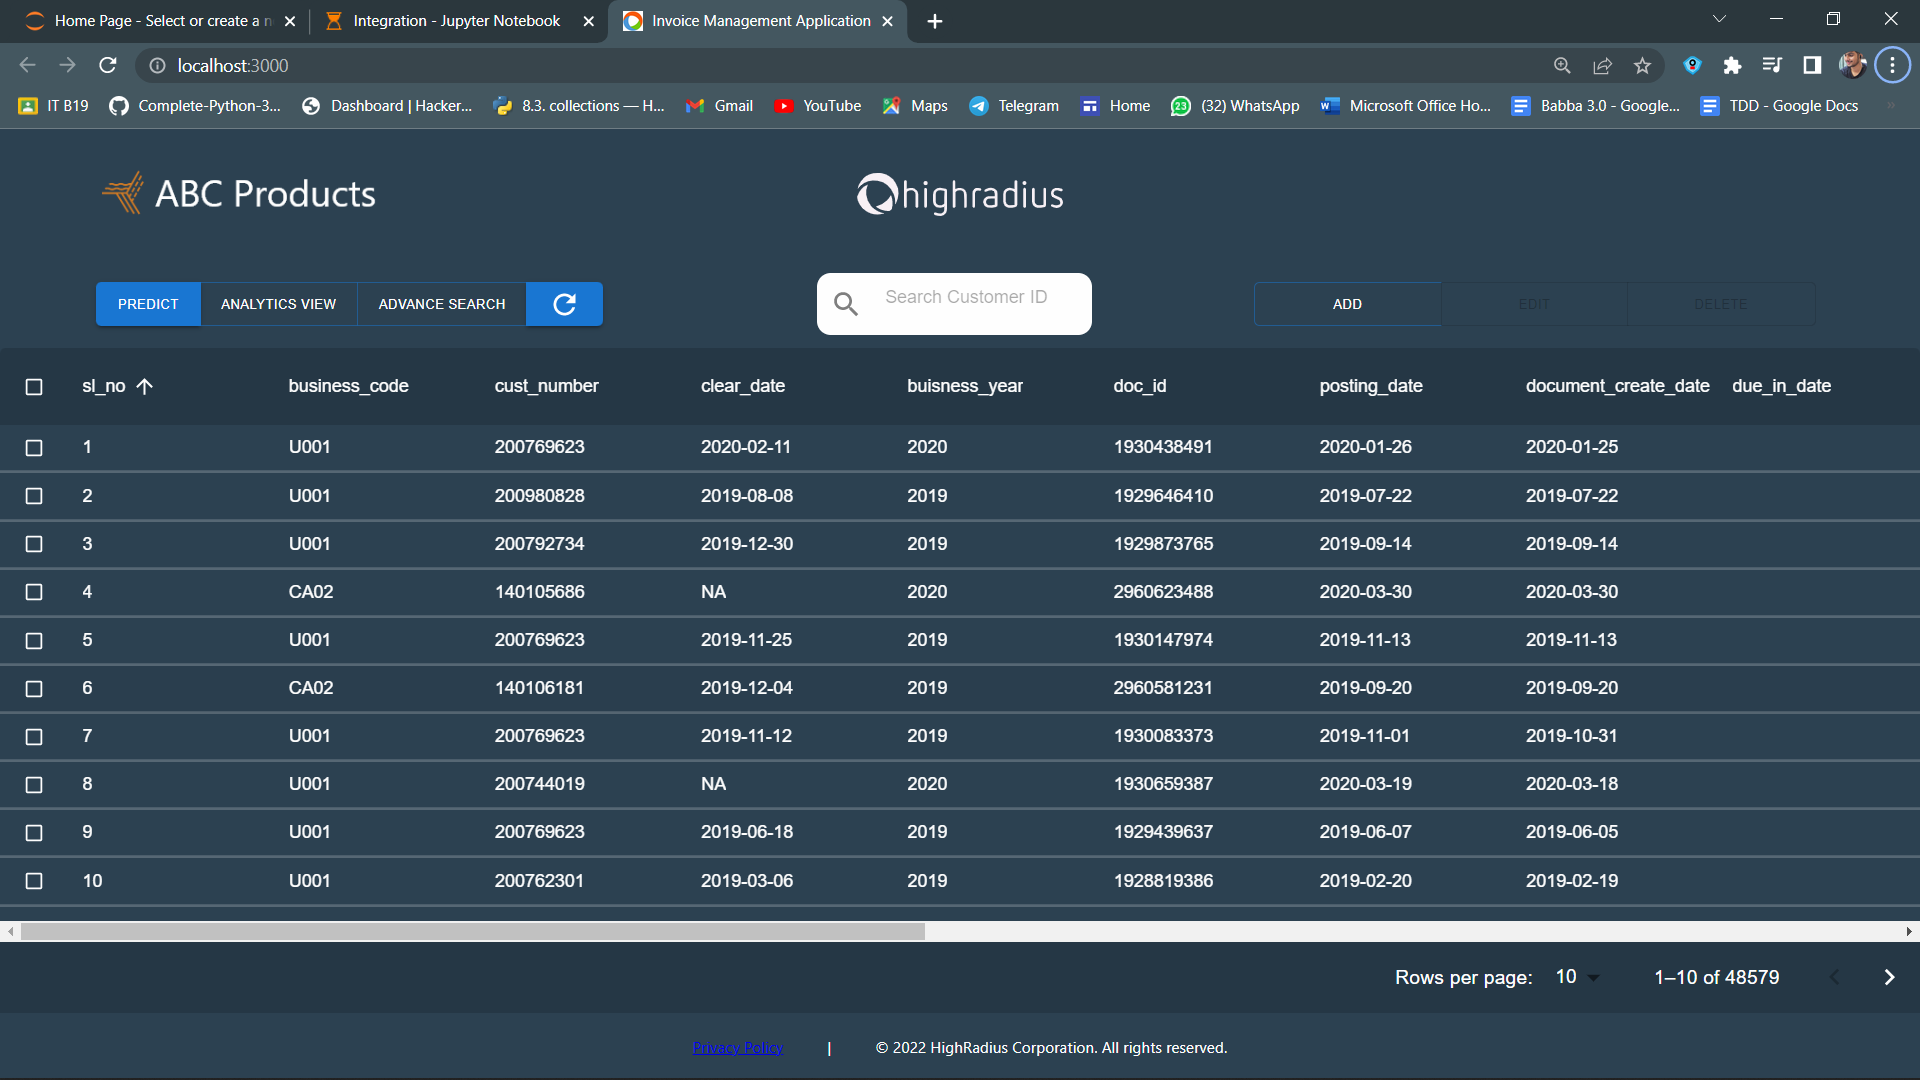 Home Page - Select or create a n
Integration - Jupyter Notebook
Invoice Management Application
localhost:3000
IT B19
Complete-Python-3...
Dashboard | Hacker...
8.3. collections — H...
Gmail
YouTube
Maps
Telegram
Home
23
(32) WhatsApp
Microsoft Office Ho...
Babba 3.0 - Google...
TDD - Google Docs
ABC Products
highradius
PREDICT
ANALYTICS VIEW
ADVANCE SEARCH
Search Customer ID
ADD
EDIT
DELETE
sl_no business_code cust_number clear_date buisness_year doc_id posting_date document_create_date due_in_date
1 U001 200769623 2020-02-11 2020 1930438491 2020-01-26 2020-01-25
2 U001 200980828 2019-08-08 2019 1929646410 2019-07-22 2019-07-22
3 U001 200792734 2019-12-30 2019 1929873765 2019-09-14 2019-09-14
4 CA02 140105686 NA 2020 2960623488 2020-03-30 2020-03-30
5 U001 200769623 2019-11-25 2019 1930147974 2019-11-13 2019-11-13
6 CA02 140106181 2019-12-04 2019 2960581231 2019-09-20 2019-09-20
7 U001 200769623 2019-11-12 2019 1930083373 2019-11-01 2019-10-31
8 U001 200744019 NA 2020 1930659387 2020-03-19 2020-03-18
9 U001 200769623 2019-06-18 2019 1929439637 2019-06-07 2019-06-05
10 U001 200762301 2019-03-06 2019 1928819386 2019-02-20 2019-02-19
Rows per page: 10 1–10 of 48579
Privacy Policy | © 2022 HighRadius Corporation. All rights reserved.